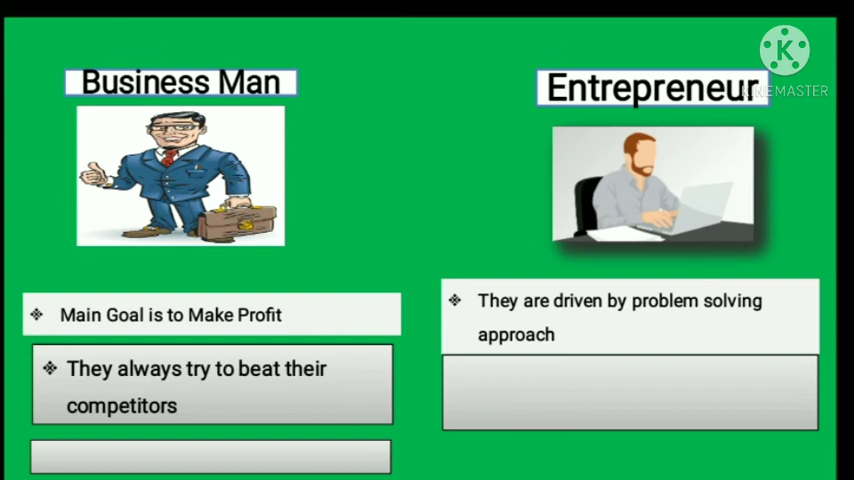 Business Man
Entrepreneur
K
KINEMASTER
❖ Main Goal is to Make Profit
❖ They always try to beat their
competitors
❖ They are driven by problem solving
approach